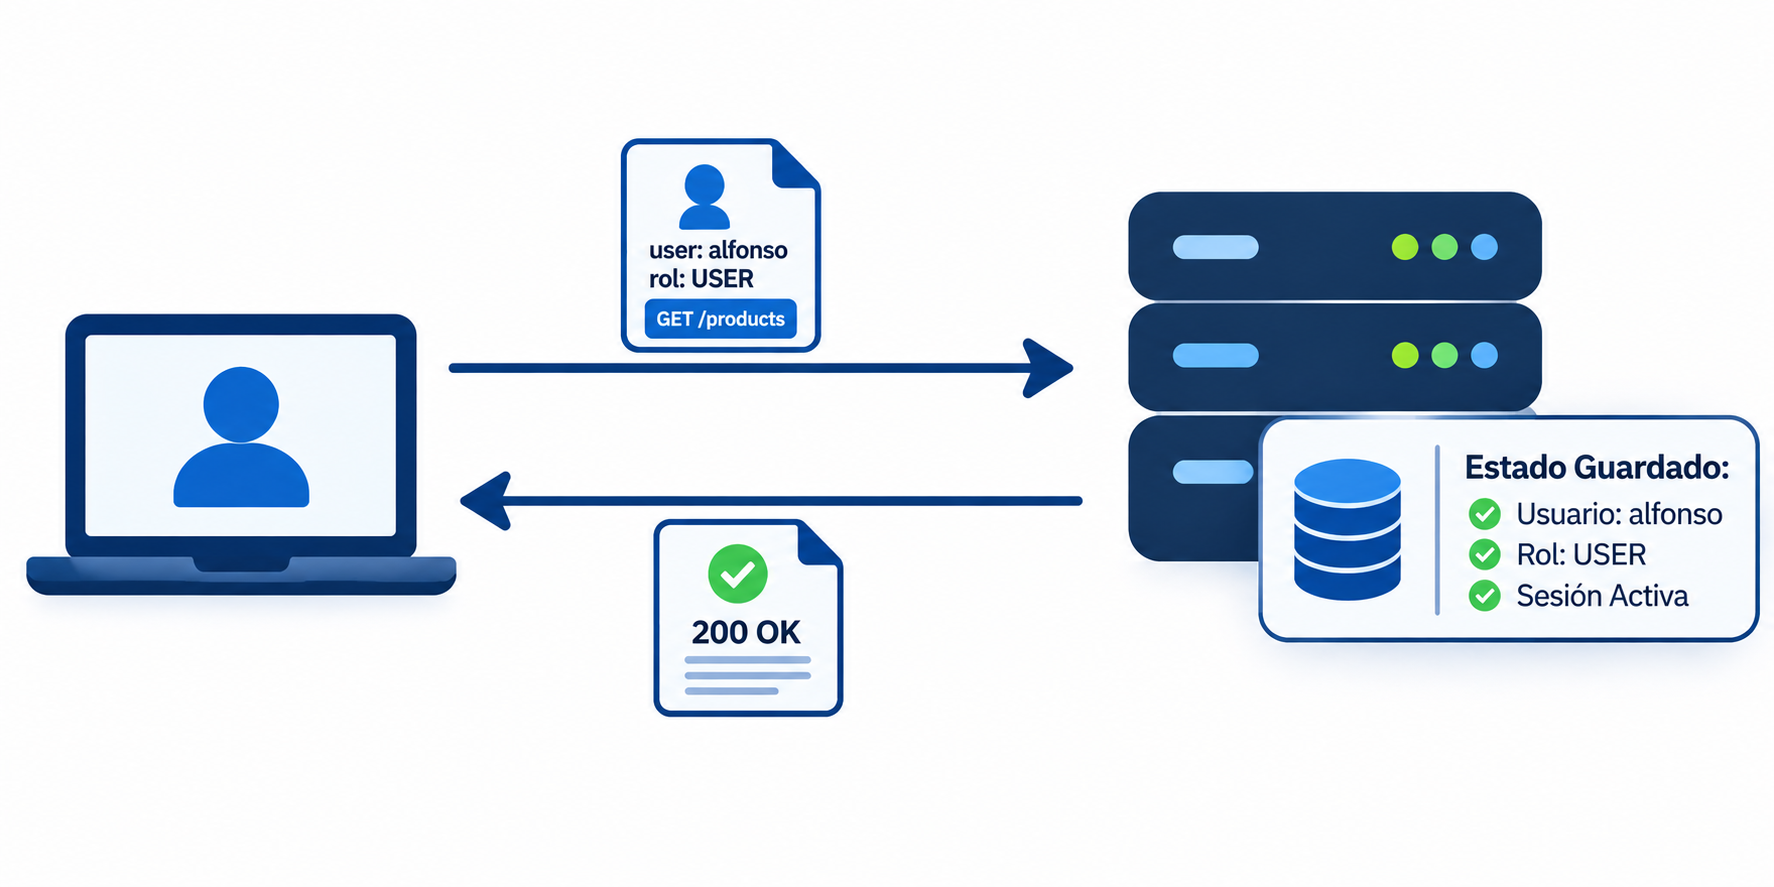 user: alfonso
rol: USER
GET /products
200 OK
Estado Guardado:
Usuario: alfonso
Rol: USER
Sesión Activa